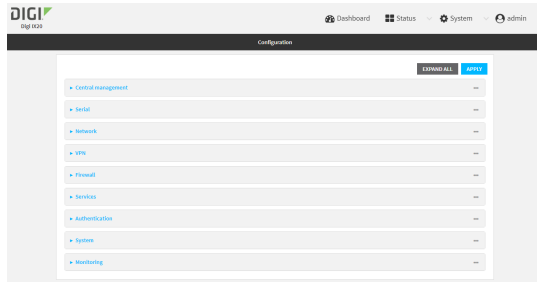 DIGI
Digi IX20
Dashboard Status System admin
Configuration
EXPAND ALL APPLY
Central management
Serial
Network
VPN
Firewall
Services
Authentication
System
Monitoring